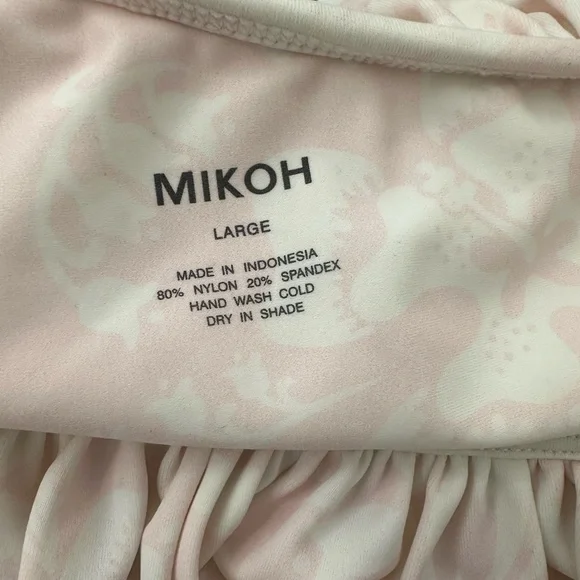 MIKOH
LARGE
MADE IN INDONESIA
80% NYLON 20% SPANDEX
HAND WASH COLD
DRY IN SHADE